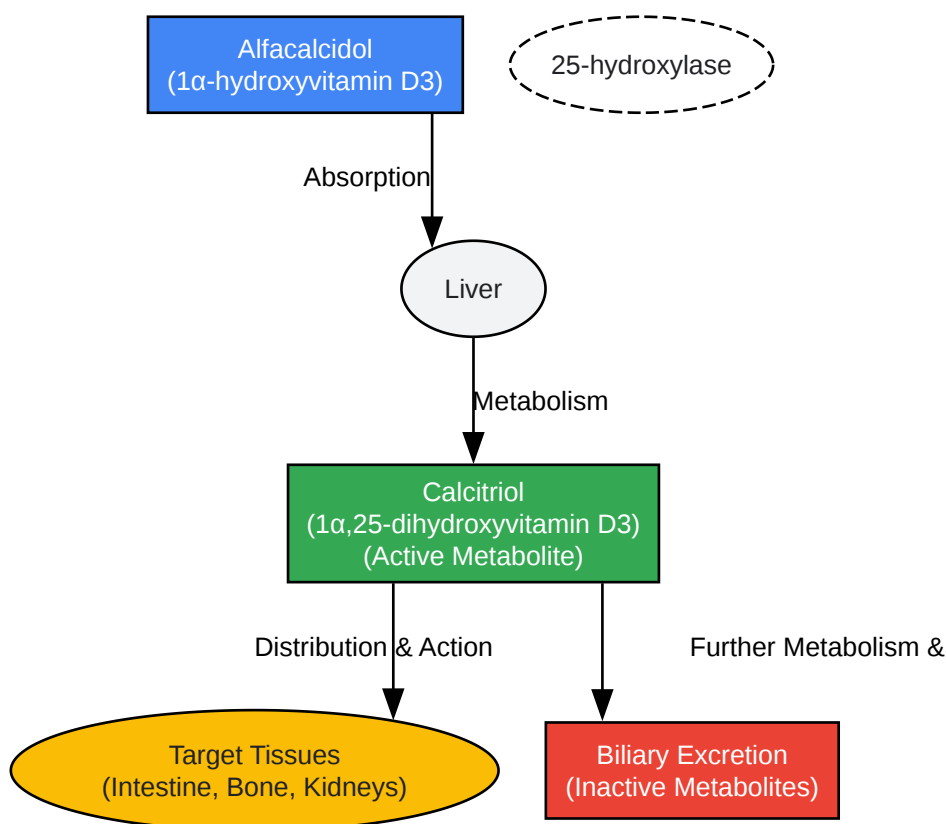 Alfacalcidol
(1α-hydroxyvitamin D3)
25-hydroxylase
Absorption
Liver
Metabolism
Calcitriol
(1α,25-dihydroxyvitamin D3)
(Active Metabolite)
Distribution & Action
Further Metabolism &
Target Tissues
(Intestine, Bone, Kidneys)
Biliary Excretion
(Inactive Metabolites)